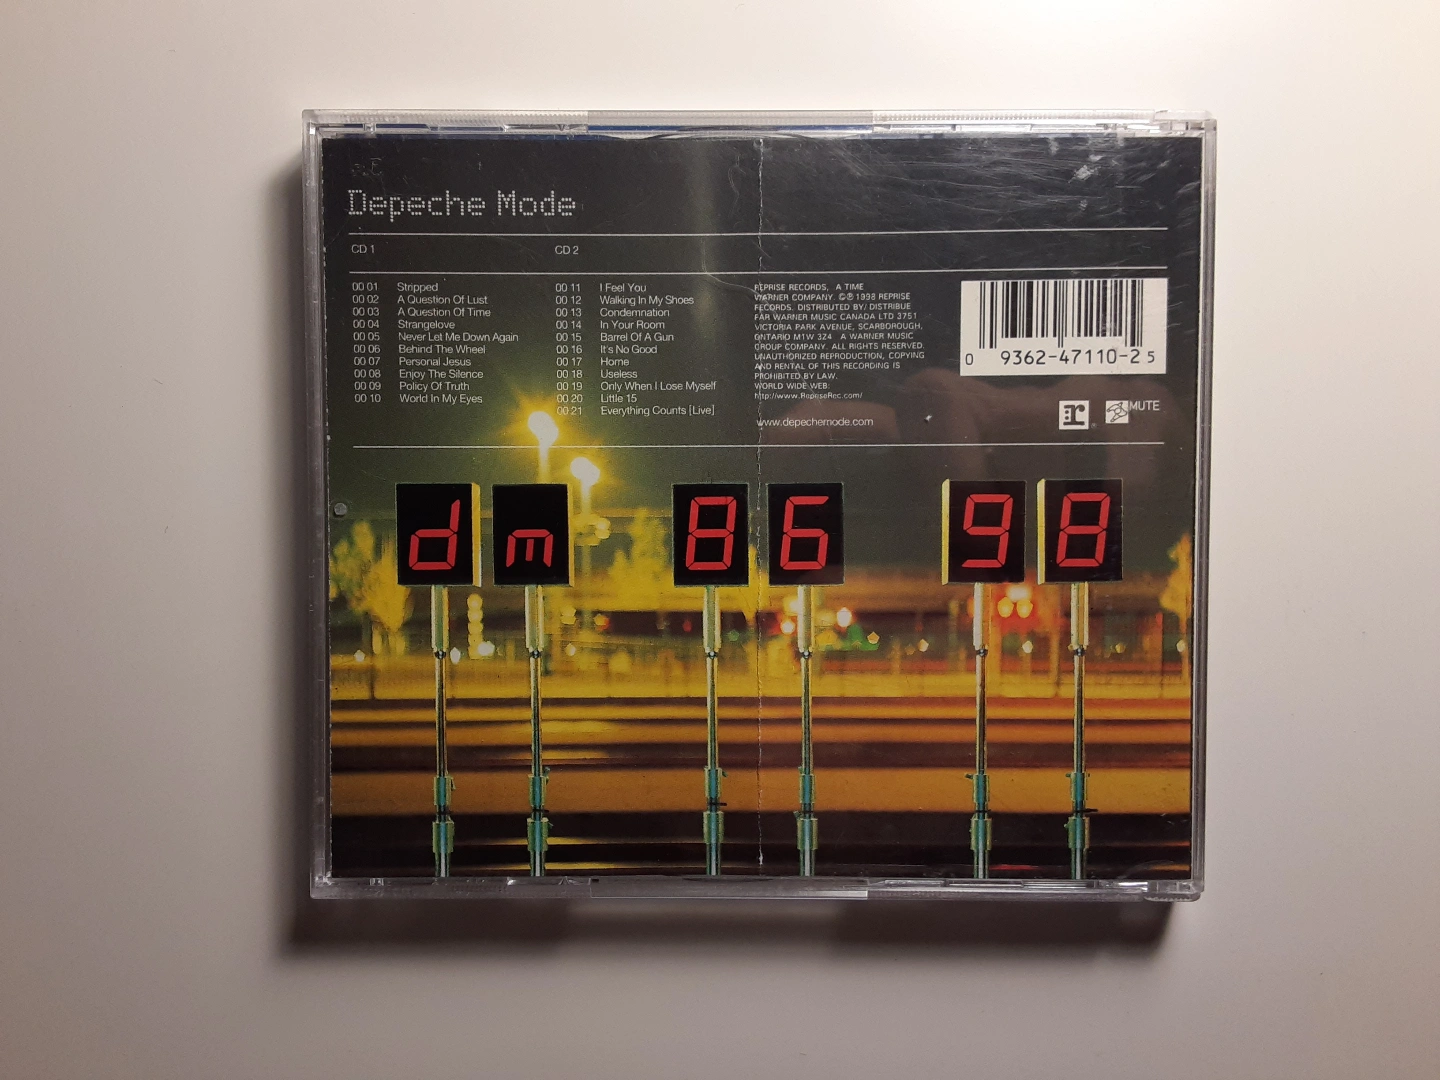 Depeche Mode
CD 1
CD 2
00 01 Stripped
00 02 A Question Of Lust
00 03 A Question Of Time
00 04 Strangelove
00 05 Never Let Me Down Again
00 06 Behind The Wheel
00 07 Personal Jesus
00 08 Enjoy The Silence
00 09 Policy Of Truth
00 10 World In My Eyes
00 11 I Feel You
00 12 Walking In My Shoes
00 13 Condemnation
00 14 In Your Room
00 15 Barrel Of A Gun
00 16 It's No Good
00 17 Home
00 18 Useless
00 19 Only When I Lose Myself
00 20 Little 15
00 21 Everything Counts [Live]
REPRISE RECORDS, A TIME
WARNER COMPANY. ©℗ 1998 REPRISE
RECORDS. DISTRIBUTED BY/ DISTRIBUE
FAR WARNER MUSIC CANADA LTD 3751
VICTORIA PARK AVENUE, SCARBOROUGH,
ONTARIO M1W 3Z4 A WARNER MUSIC
GROUP COMPANY. ALL RIGHTS RESERVED.
UNAUTHORIZED REPRODUCTION, COPYING
AND RENTAL OF THIS RECORDING IS
PROHIBITED BY LAW.
WORLD WIDE WEB:
http://www.RepriseRec.com/
www.depechemode.com
0 9362-47110-2 5
r ®
MUTE
dm 86 98